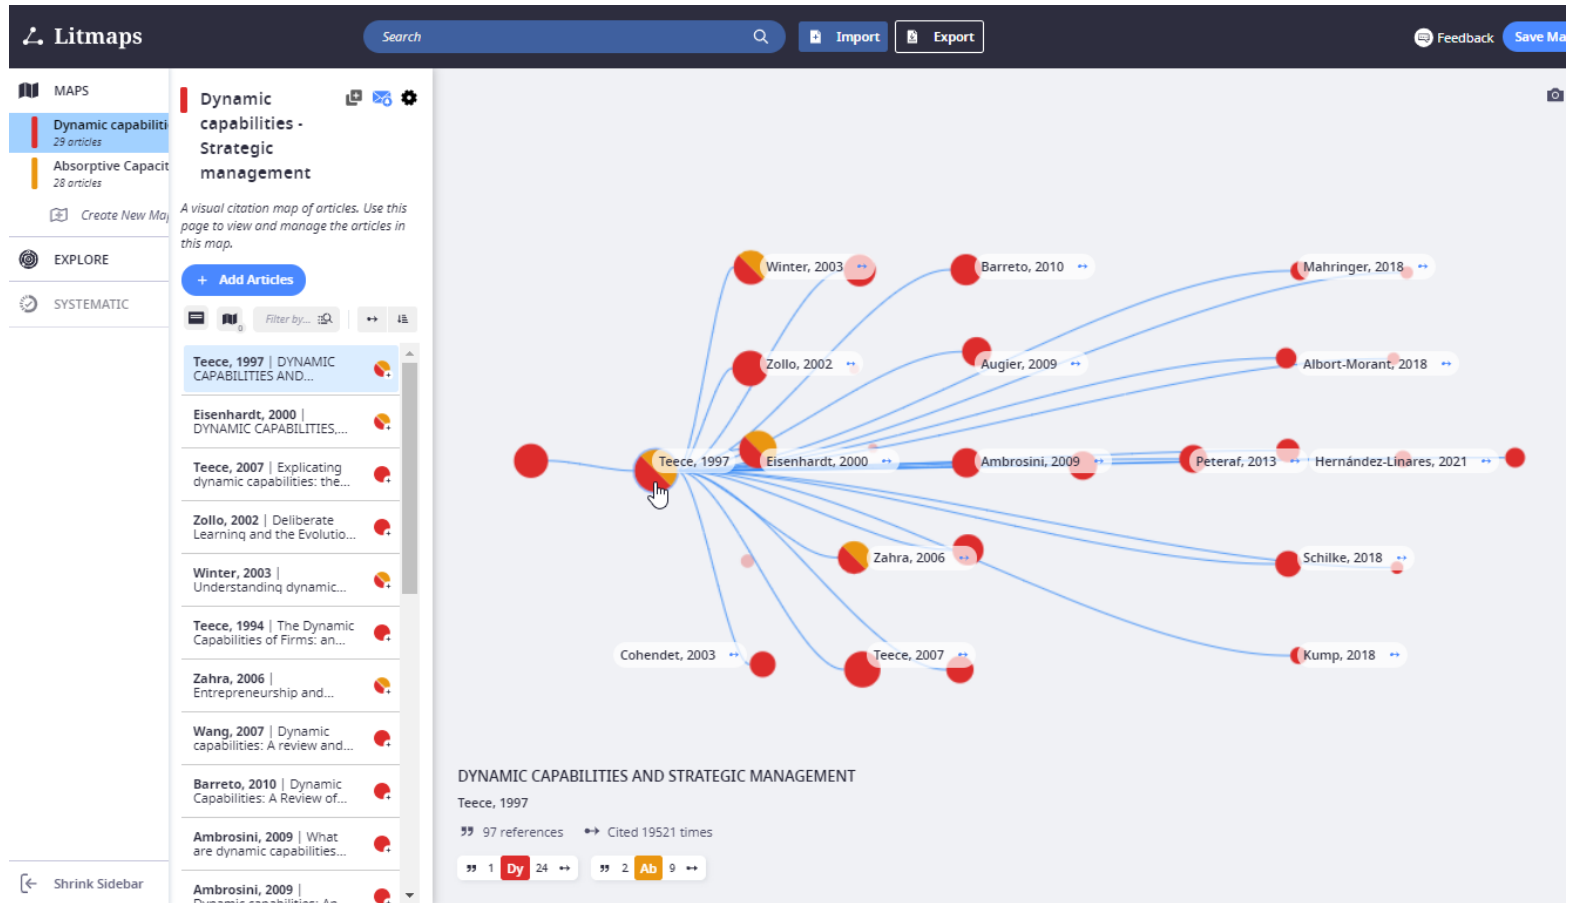 Litmaps
Search
Import
Export
Feedback
Save Ma
MAPS
Dynamic capabiliti
29 articles
Absorptive Capacit
28 articles
Create New Map
EXPLORE
SYSTEMATIC
Shrink Sidebar
Dynamic
capabilities -
Strategic
management
A visual citation map of articles. Use this
page to view and manage the articles in
this map.
+ Add Articles
0
Filter by...
Teece, 1997 | DYNAMIC
CAPABILITIES AND...
Eisenhardt, 2000 |
DYNAMIC CAPABILITIES,...
Teece, 2007 | Explicating
dynamic capabilities: the...
Zollo, 2002 | Deliberate
Learning and the Evolutio...
Winter, 2003 |
Understanding dynamic...
Teece, 1994 | The Dynamic
Capabilities of Firms: an...
Zahra, 2006 |
Entrepreneurship and...
Wang, 2007 | Dynamic
capabilities: A review and...
Barreto, 2010 | Dynamic
Capabilities: A Review of...
Ambrosini, 2009 | What
are dynamic capabilities...
Ambrosini, 2009 |
Dynamic capabilities: An
Winter, 2003
Barreto, 2010
Mahringer, 2018
Zollo, 2002
Augier, 2009
Albort-Morant, 2018
Teece, 1997
Eisenhardt, 2000
Ambrosini, 2009
Peteraf, 2013
Hernández-Linares, 2021
Zahra, 2006
Schilke, 2018
Cohendet, 2003
Teece, 2007
Kump, 2018
DYNAMIC CAPABILITIES AND STRATEGIC MANAGEMENT
Teece, 1997
97 references
Cited 19521 times
1 Dy 24
2 Ab 9